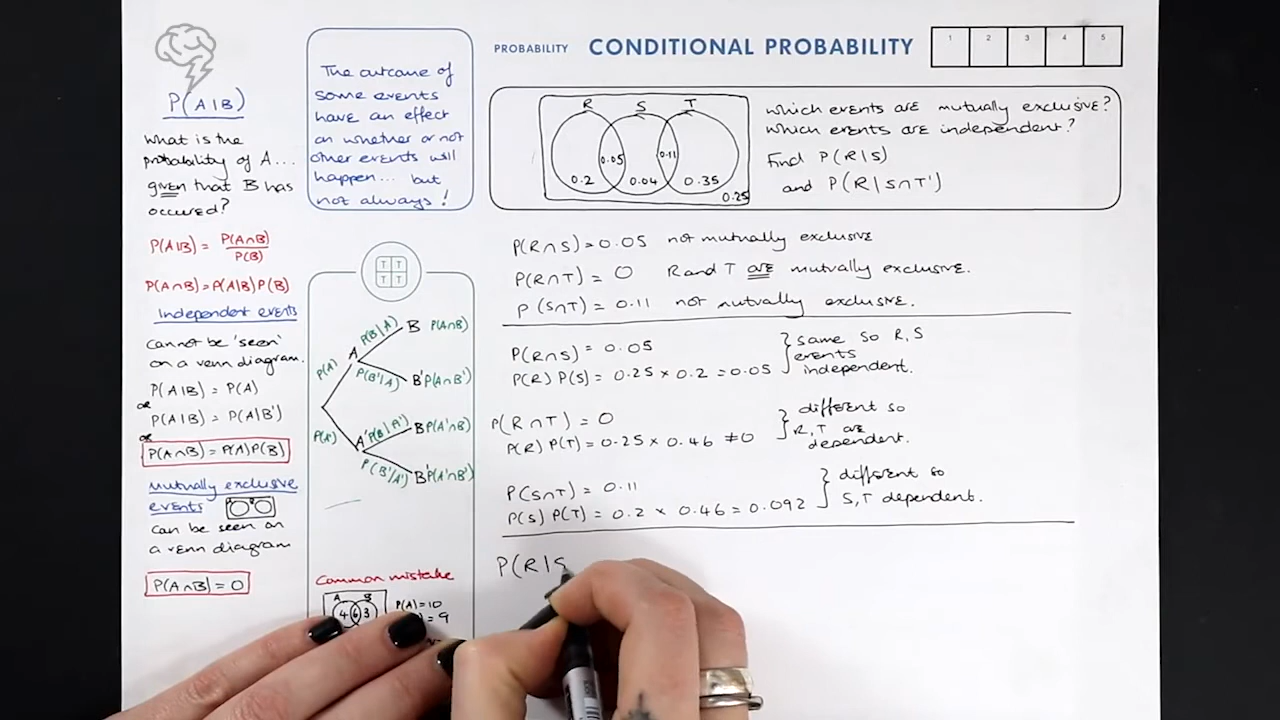 PROBABILITY CONDITIONAL PROBABILITY
1 2 3 4 5
P(A|B)
What is the
probability of A...
given that B has
occured?
P(A|B) = P(A∩B)
P(B)
P(A∩B)=P(A|B)P(B)
Independent events
cannot be 'seen'
on a venn diagram.
P(A|B) = P(A)
or
P(A|B) = P(A|B')
or
P(A∩B) = P(A)P(B)
Mutually exclusive
events
can be seen on
a venn diagram
P(A∩B) = 0
The outcome of
some events
have an effect
on whether or not
other events will
happen... but
not always!
T T
T T
P(A) A P(B|A) B P(A∩B)
P(B'|A) B' P(A∩B')
P(A') A' P(B|A') B P(A'∩B)
P(B'|A') B' P(A'∩B')
Common mistake
A B
4 6 3
P(A)=10
= 9
R S T
0.05 0.11
0.2 0.04 0.35
0.25
Which events are mutually exclusive?
Which events are independent?
Find P(R|S)
and P(R|S∩T')
P(R∩S) = 0.05 not mutually exclusive
P(R∩T) = 0 R and T are mutually exclusive.
P(S∩T) = 0.11 not mutually exclusive.
P(R∩S) = 0.05
P(R) P(S) = 0.25 × 0.2 = 0.05
same so R, S
events
independent.
P(R∩T) = 0
P(R) P(T) = 0.25 × 0.46 ≠ 0
different so
R, T are
dependent.
P(S∩T) = 0.11
P(S) P(T) = 0.2 × 0.46 = 0.092
different so
S, T dependent.
P(R|S